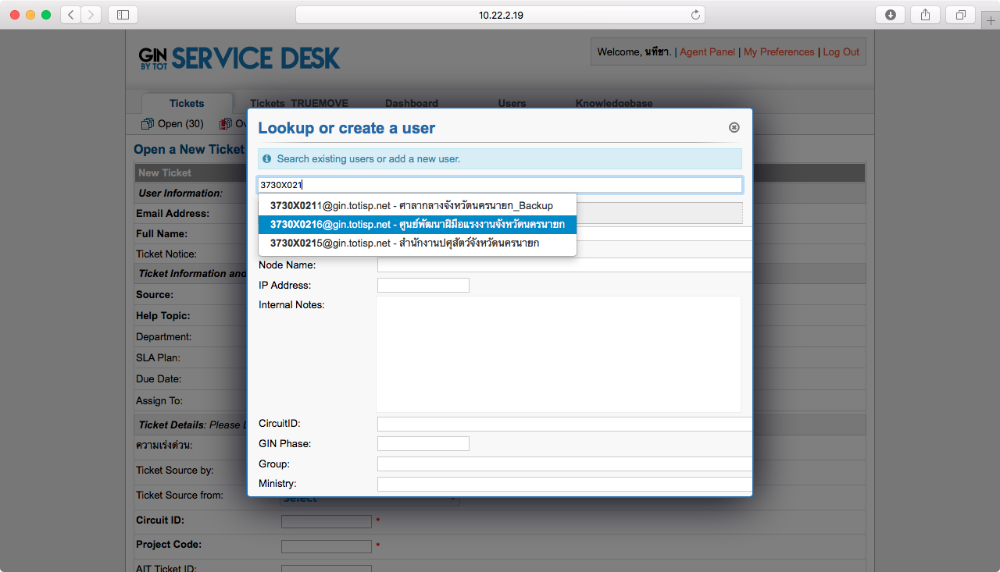 10.22.2.19
GIN BY TOT SERVICE DESK
Welcome, นทีชา. | Agent Panel | My Preferences | Log Out
Tickets Tickets_TRUEMOVE Dashboard Users Knowledgebase
Open (30)
Lookup or create a user
Open a New Ticket
Search existing users or add a new user.
New Ticket
3730X021
User Information:
3730X0211@gin.totisp.net - ศาลากลางจังหวัดนครนายก_Backup
Email Address:
3730X0216@gin.totisp.net - ศูนย์พัฒนาฝีมือแรงงานจังหวัดนครนายก
Full Name:
3730X0215@gin.totisp.net - สำนักงานปศุสัตว์จังหวัดนครนายก
Ticket Notice:
Node Name:
Ticket Information and
IP Address:
Source:
Internal Notes:
Help Topic:
Department:
SLA Plan:
Due Date:
Assign To:
Ticket Details: Please
CircuitID:
ความเร่งด่วน:
GIN Phase:
Ticket Source by:
Group:
Ministry:
Ticket Source from:
Select
Circuit ID: *
Project Code: *
AIT Ticket ID: